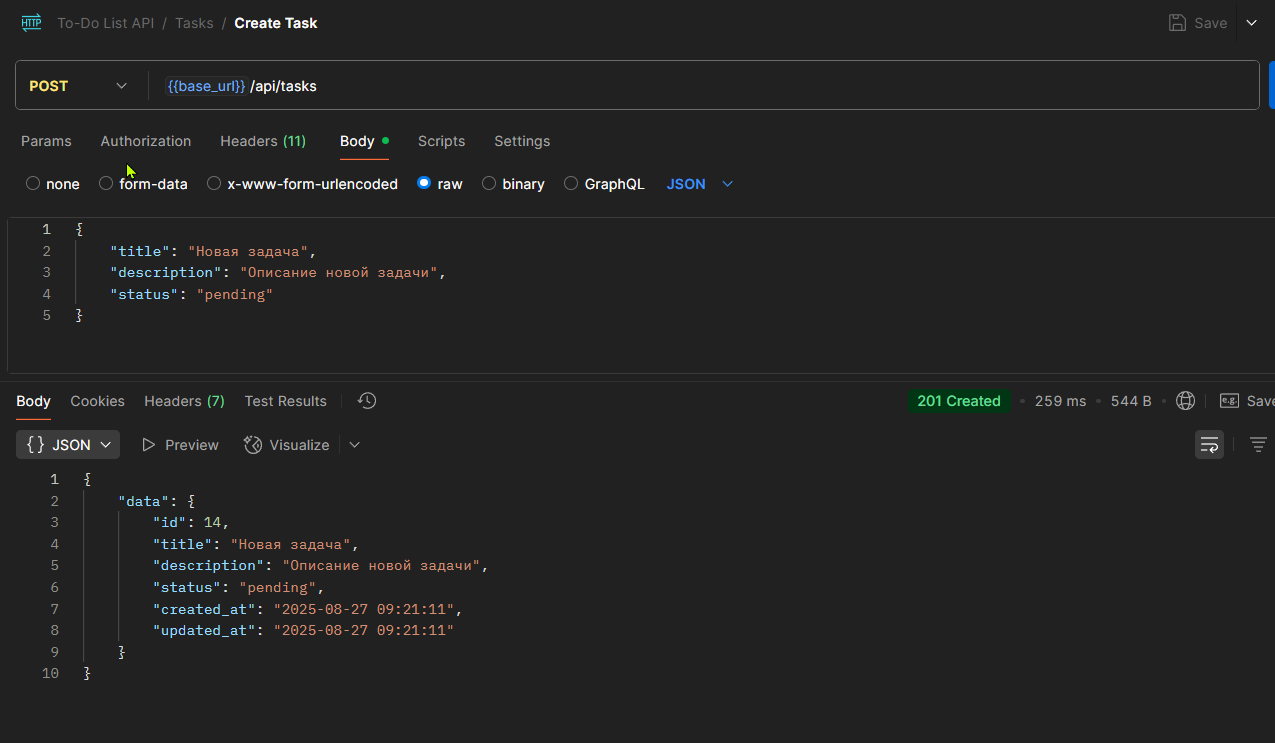 HTTP To-Do List API / Tasks / Create Task Save
POST {{base_url}} /api/tasks
Params Authorization Headers (11) Body Scripts Settings
none form-data x-www-form-urlencoded raw binary GraphQL JSON
1 {
2 "title": "Новая задача",
3 "description": "Описание новой задачи",
4 "status": "pending"
5 }
Body Cookies Headers (7) Test Results 201 Created 259 ms 544 B e.g. Save
{} JSON Preview Visualize
1 {
2 "data": {
3 "id": 14,
4 "title": "Новая задача",
5 "description": "Описание новой задачи",
6 "status": "pending",
7 "created_at": "2025-08-27 09:21:11",
8 "updated_at": "2025-08-27 09:21:11"
9 }
10 }